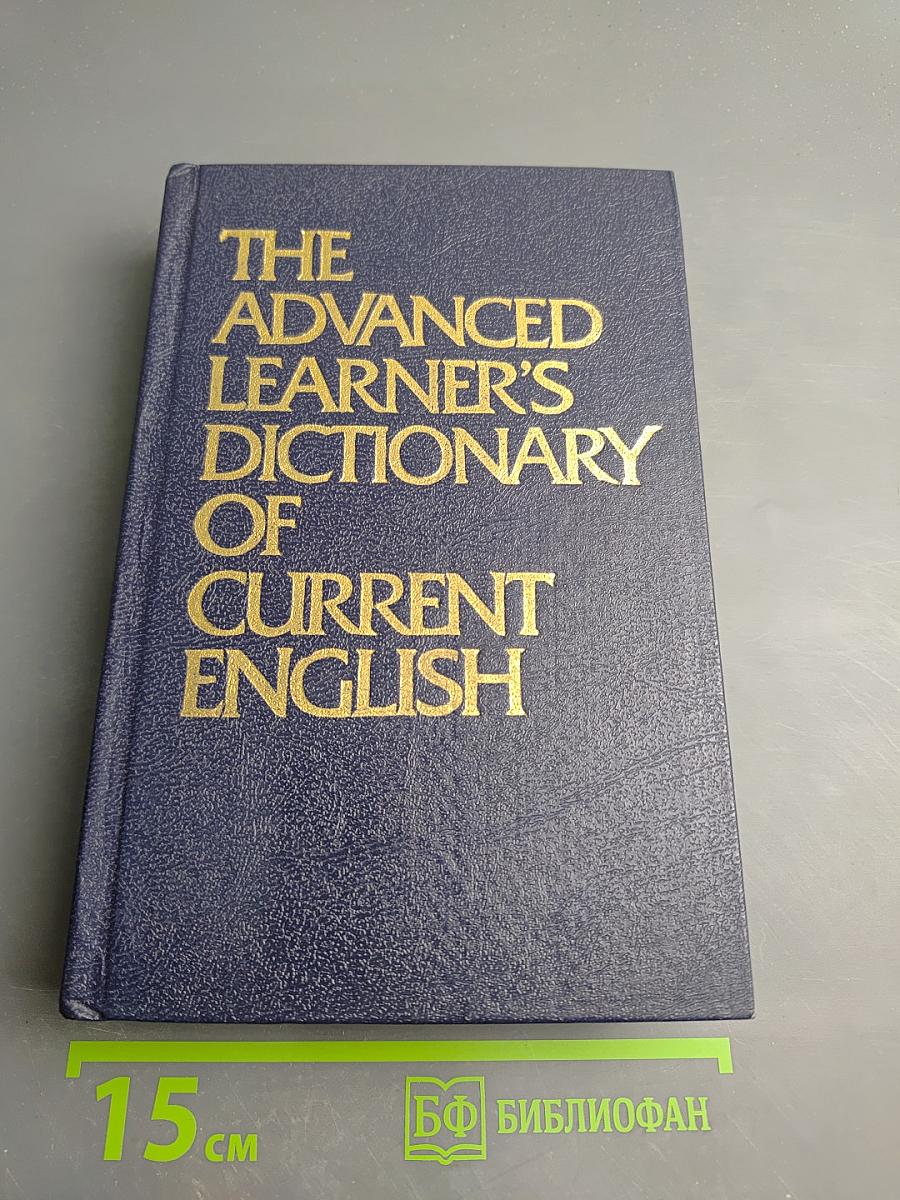 THE
ADVANCED
LEARNER'S
DICTIONARY
OF
CURRENT
ENGLISH
15 см
БФ БИБЛИОФАН